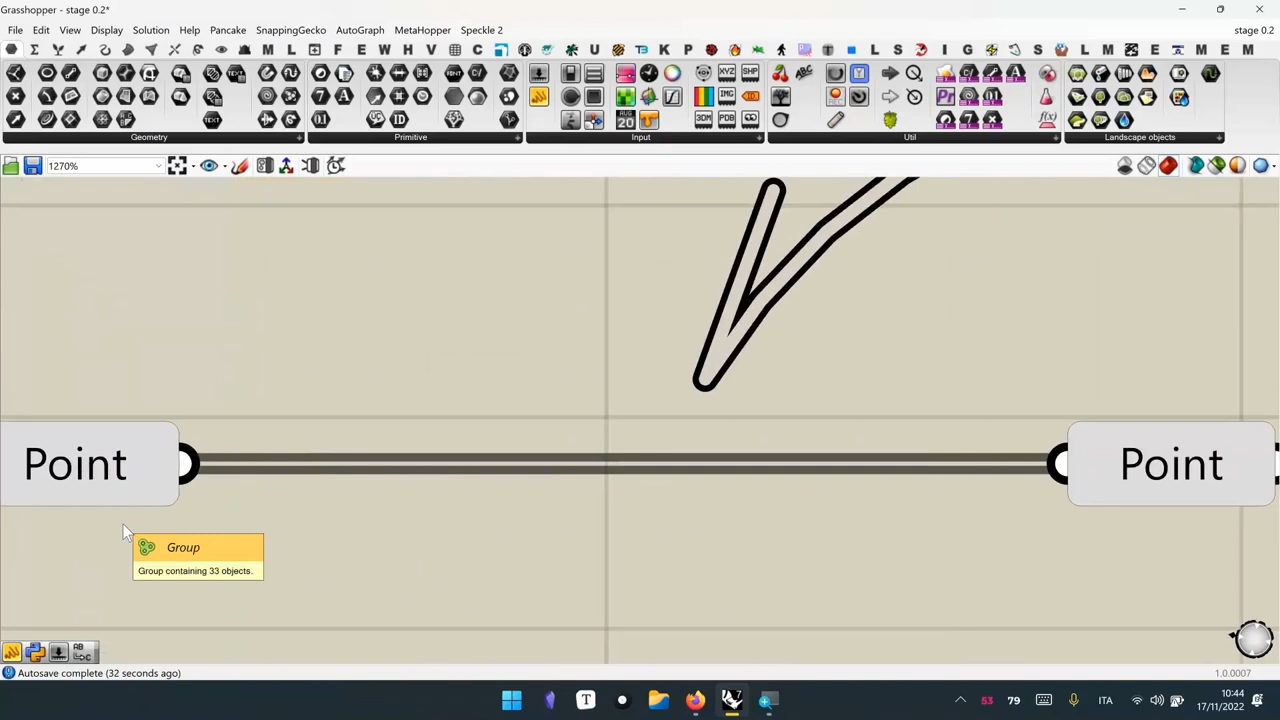 Grasshopper - stage 0.2*
File Edit View Display Solution Help Pancake SnappingGecko AutoGraph MetaHopper Speckle 2
stage 0.2
Geometry
Primitive
Input
Util
Landscape objects
1270%
Point
Point
Group
Group containing 33 objects.
Autosave complete (32 seconds ago)
1.0.0007
53 79 ITA
10:44
17/11/2022